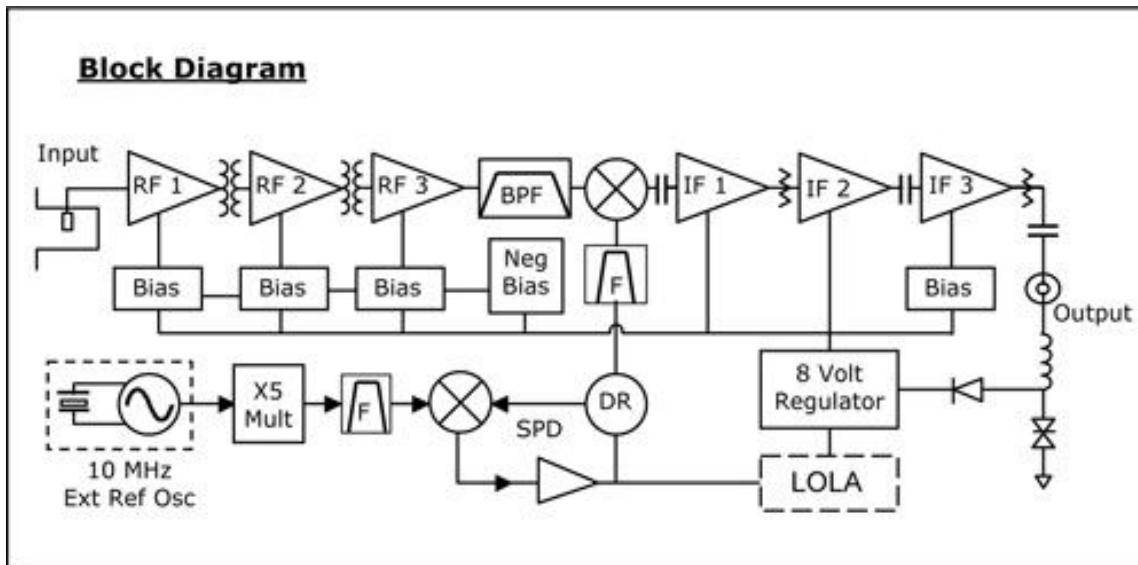 Block Diagram
Input
RF 1
RF 2
RF 3
BPF
IF 1
IF 2
IF 3
Bias
Bias
Bias
Neg
Bias
F
Bias
Output
X5
Mult
F
SPD
DR
8 Volt
Regulator
10 MHz
Ext Ref Osc
LOLA